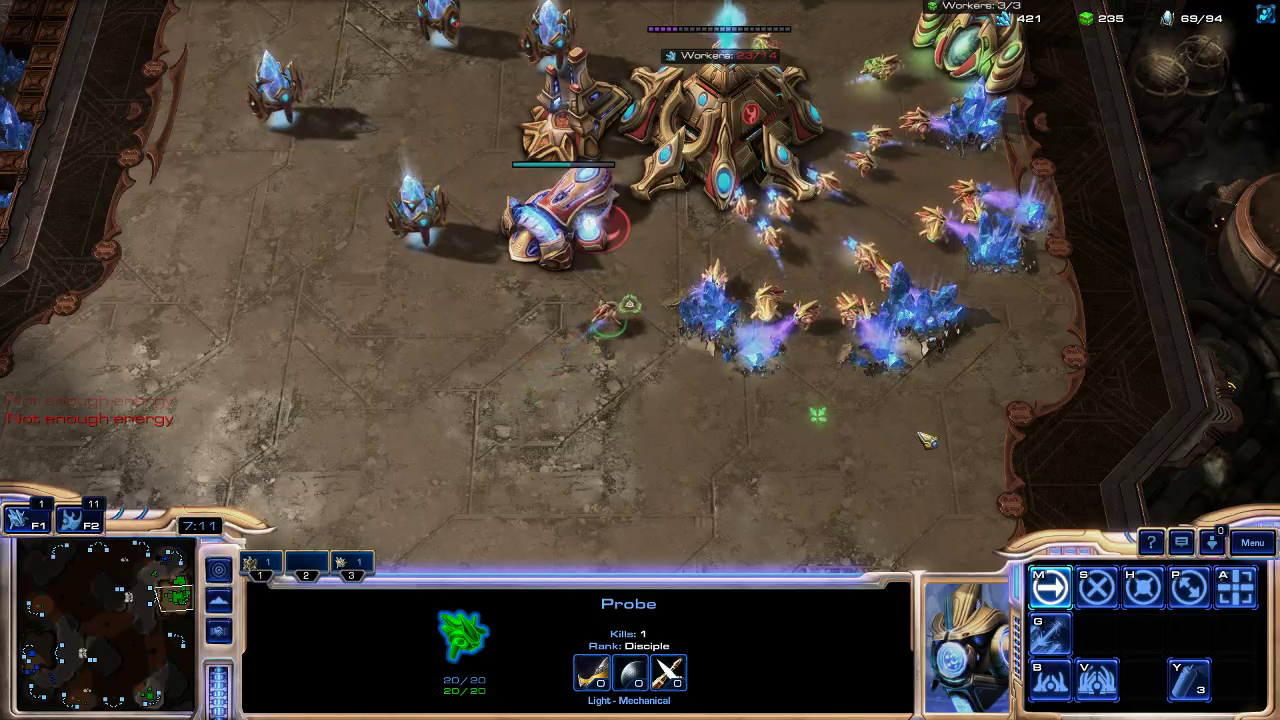 Workers: 3/3
421 235 69/94
Workers: 23/14
Not enough energy
Not enough energy
1 11
F1 F2
7:11
0
? Menu
1 1
1 2 3
Probe
Kills: 1
Rank: Disciple
0 0 0
20/20
20/20
Light - Mechanical
M S H P A
G
B V Y
3